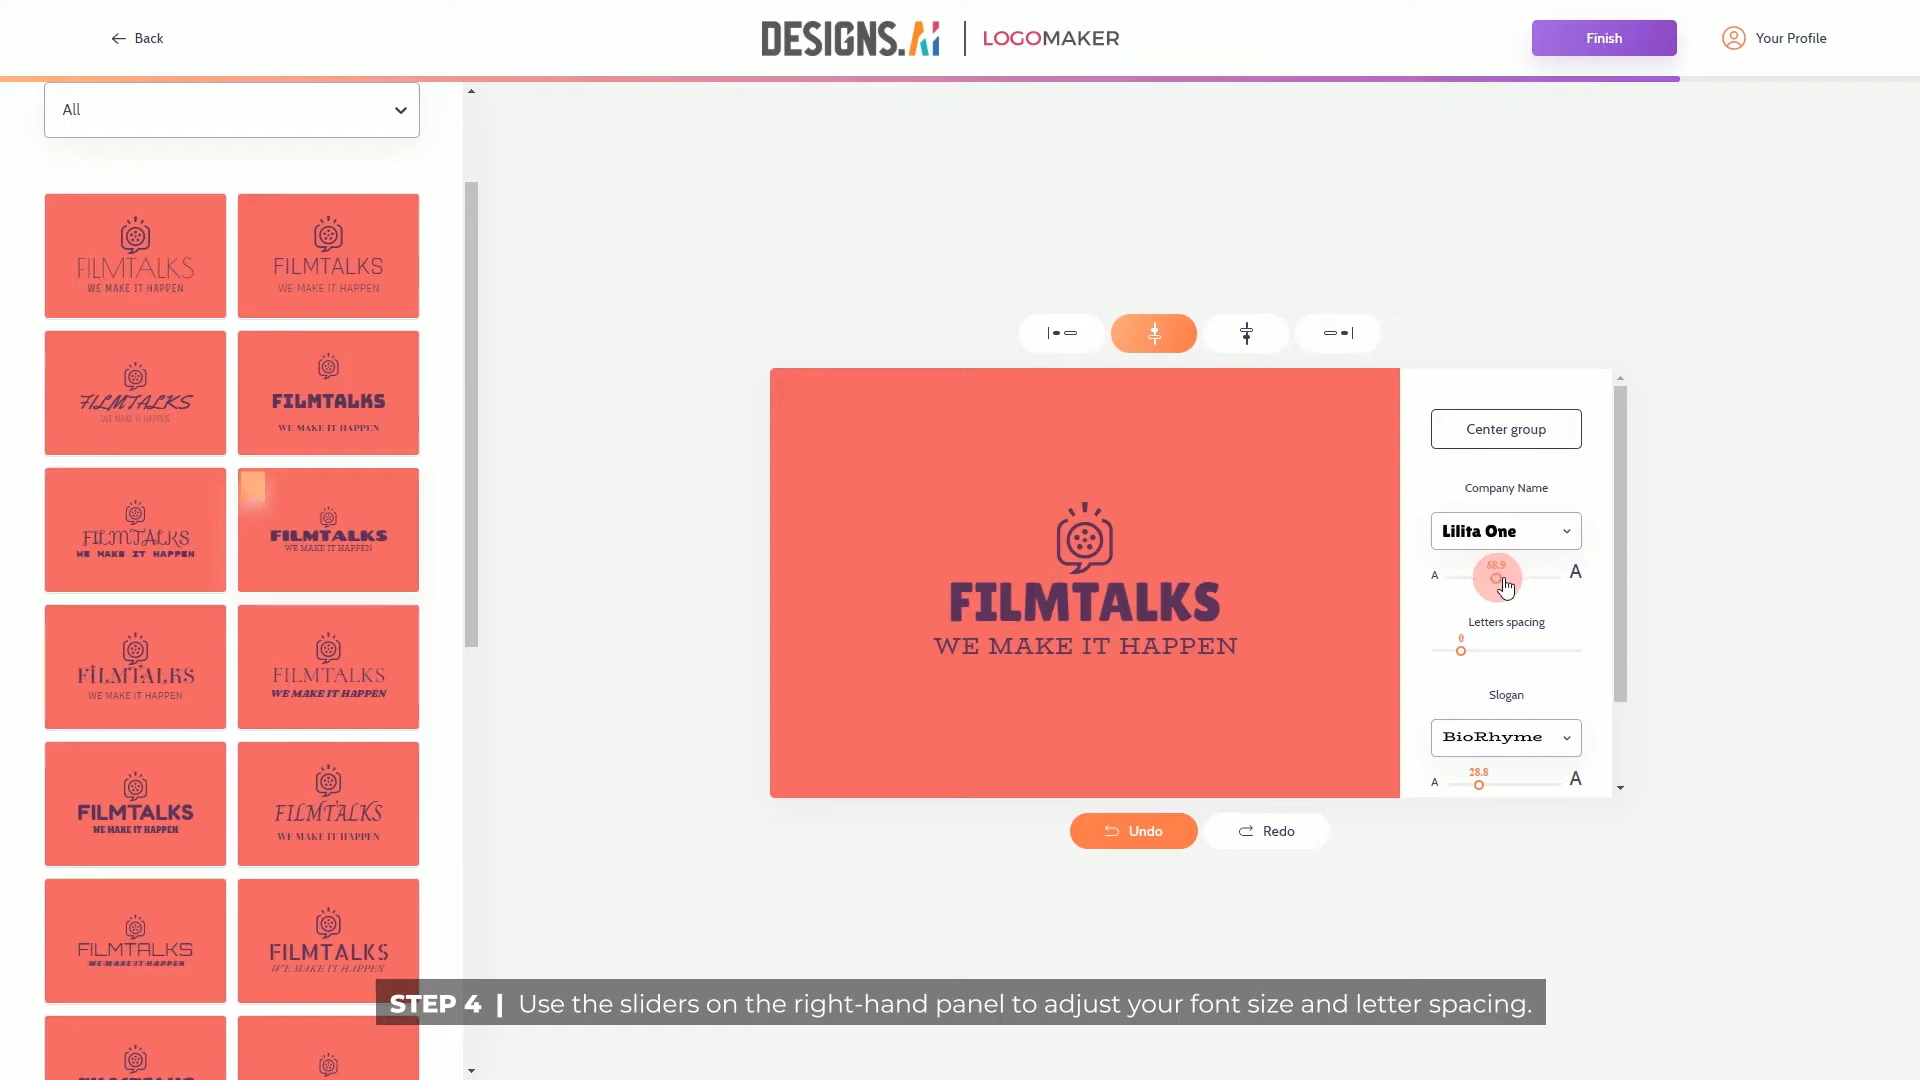 Back
DESIGNS.AI | LOGOMAKER
Finish
Your Profile
All
FILMTALKS
WE MAKE IT HAPPEN
FILMTALKS
WE MAKE IT HAPPEN
FILMTALKS
WE MAKE IT HAPPEN
FILMTALKS
WE MAKE IT HAPPEN
FILMTALKS
WE MAKE IT HAPPEN
FILMTALKS
WE MAKE IT HAPPEN
FILMTALKS
WE MAKE IT HAPPEN
FILMTALKS
WE MAKE IT HAPPEN
FILMTALKS
WE MAKE IT HAPPEN
FILMTALKS
WE MAKE IT HAPPEN
FILMTALKS
WE MAKE IT HAPPEN
FILMTALKS
WE MAKE IT HAPPEN
FILMTALKS
WE MAKE IT HAPPEN
Center group
Company Name
Lilita One
68.9
A A
Letters spacing
0
Slogan
BioRhyme
28.8
A A
Undo
Redo
STEP 4 | Use the sliders on the right-hand panel to adjust your font size and letter spacing.